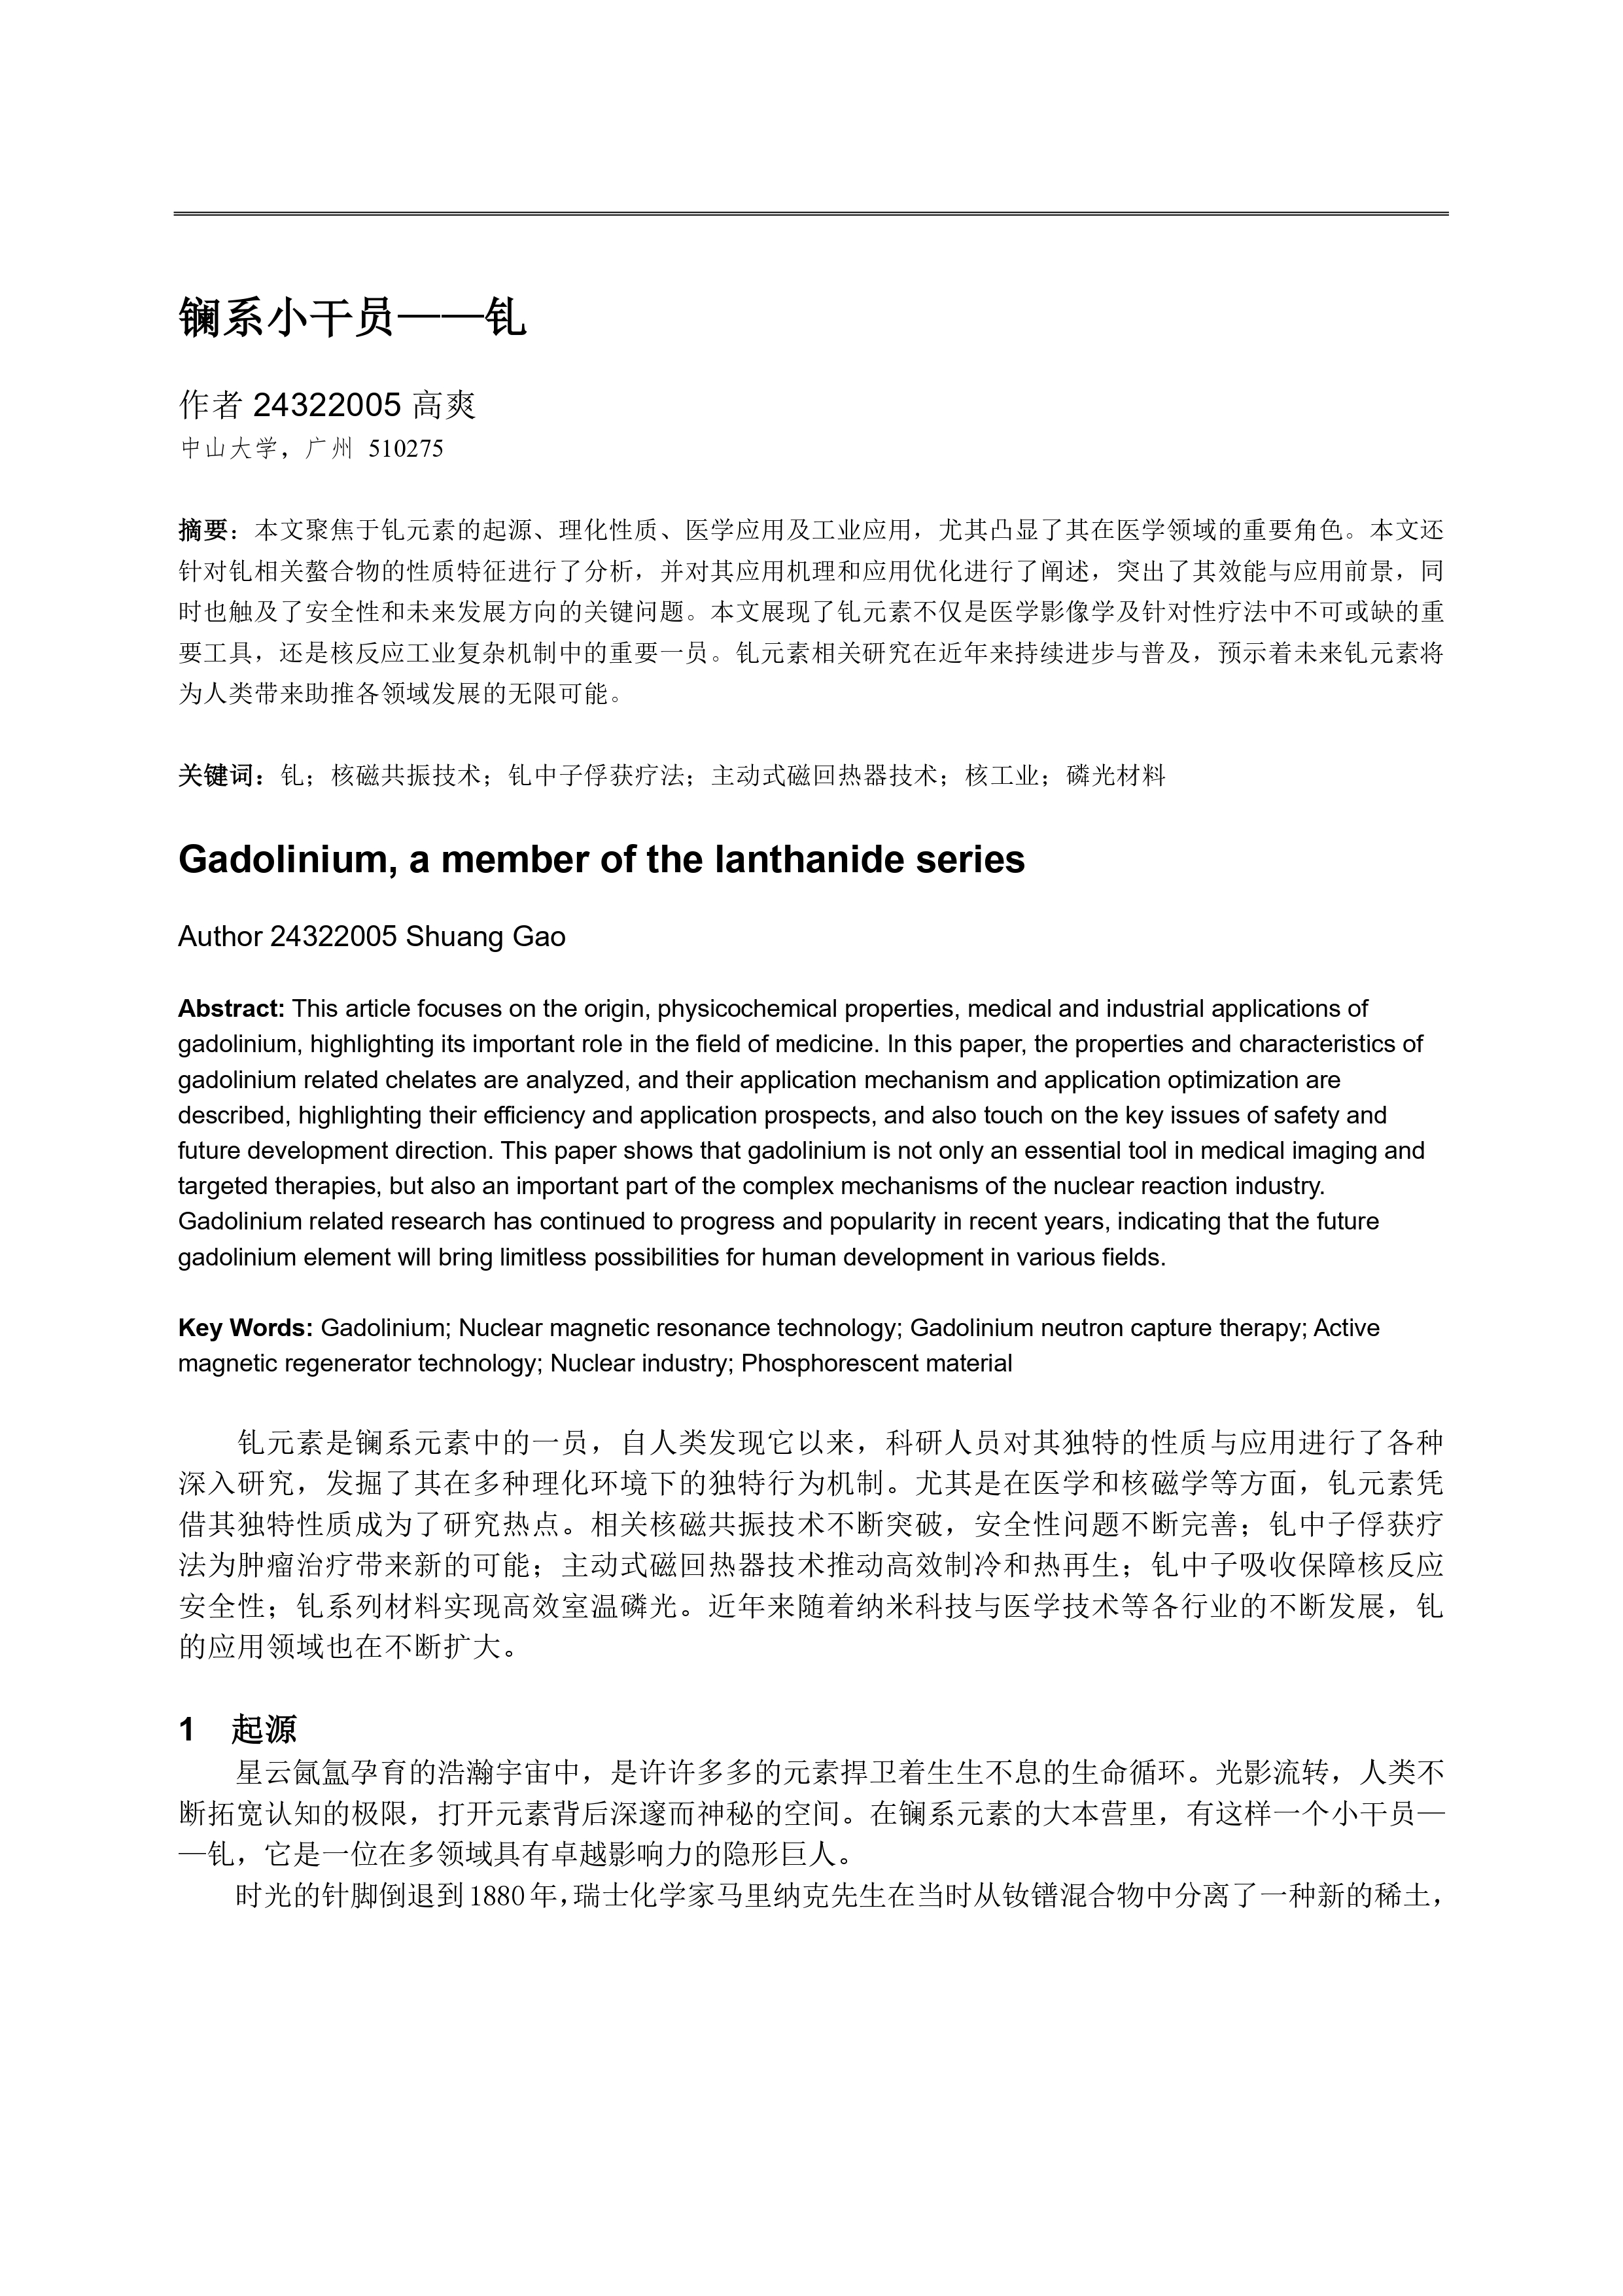 镧系小干员——钆
作者 24322005 高爽
中山大学，广州 510275
摘要：本文聚焦于钆元素的起源、理化性质、医学应用及工业应用，尤其凸显了其在医学领域的重要角色。本文还
针对钆相关螯合物的性质特征进行了分析，并对其应用机理和应用优化进行了阐述，突出了其效能与应用前景，同
时也触及了安全性和未来发展方向的关键问题。本文展现了钆元素不仅是医学影像学及针对性疗法中不可或缺的重
要工具，还是核反应工业复杂机制中的重要一员。钆元素相关研究在近年来持续进步与普及，预示着未来钆元素将
为人类带来助推各领域发展的无限可能。
关键词：钆；核磁共振技术；钆中子俘获疗法；主动式磁回热器技术；核工业；磷光材料
Gadolinium, a member of the lanthanide series
Author 24322005 Shuang Gao
Abstract: This article focuses on the origin, physicochemical properties, medical and industrial applications of
gadolinium, highlighting its important role in the field of medicine. In this paper, the properties and characteristics of
gadolinium related chelates are analyzed, and their application mechanism and application optimization are
described, highlighting their efficiency and application prospects, and also touch on the key issues of safety and
future development direction. This paper shows that gadolinium is not only an essential tool in medical imaging and
targeted therapies, but also an important part of the complex mechanisms of the nuclear reaction industry.
Gadolinium related research has continued to progress and popularity in recent years, indicating that the future
gadolinium element will bring limitless possibilities for human development in various fields.
Key Words: Gadolinium; Nuclear magnetic resonance technology; Gadolinium neutron capture therapy; Active
magnetic regenerator technology; Nuclear industry; Phosphorescent material
钆元素是镧系元素中的一员，自人类发现它以来，科研人员对其独特的性质与应用进行了各种
深入研究，发掘了其在多种理化环境下的独特行为机制。尤其是在医学和核磁学等方面，钆元素凭
借其独特性质成为了研究热点。相关核磁共振技术不断突破，安全性问题不断完善；钆中子俘获疗
法为肿瘤治疗带来新的可能；主动式磁回热器技术推动高效制冷和热再生；钆中子吸收保障核反应
安全性；钆系列材料实现高效室温磷光。近年来随着纳米科技与医学技术等各行业的不断发展，钆
的应用领域也在不断扩大。
1 起源
星云氤氲孕育的浩瀚宇宙中，是许许多多的元素捍卫着生生不息的生命循环。光影流转，人类不
断拓宽认知的极限，打开元素背后深邃而神秘的空间。在镧系元素的大本营里，有这样一个小干员—
—钆，它是一位在多领域具有卓越影响力的隐形巨人。
时光的针脚倒退到 1880 年，瑞士化学家马里纳克先生在当时从钕镨混合物中分离了一种新的稀土，